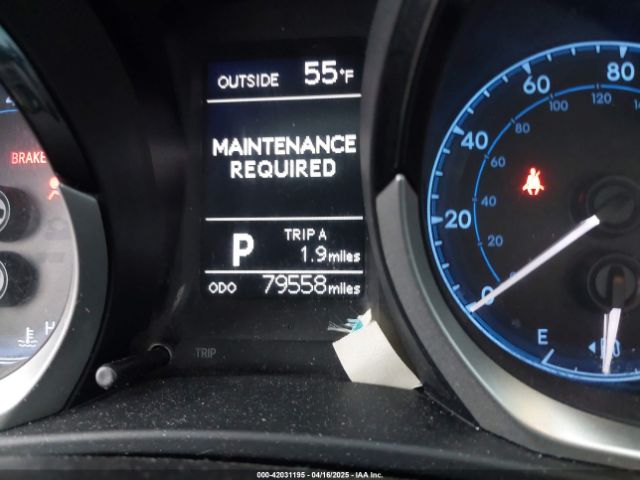 OUTSIDE 55°F
MAINTENANCE
REQUIRED
P TRIP A
1.9 miles
ODO 79558 miles
TRIP
BRAKE
H
0 20 40 60 80
20 40 60 80 100 120
E
000-42031195 - 04/16/2025 - IAA Inc.